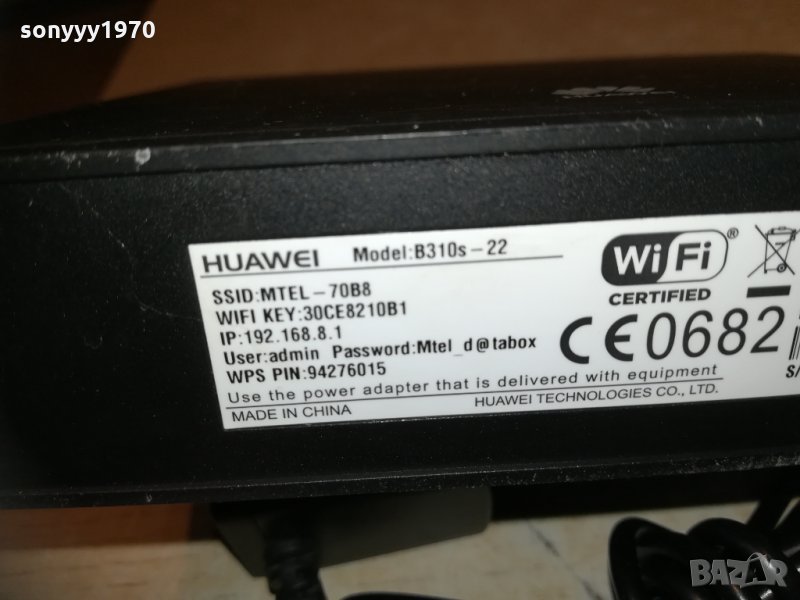 sonyyy1970
HUAWEI Model:B310s-22
SSID:MTEL-70B8
WIFI KEY:30CE8210B1
IP:192.168.8.1
User:admin Password:Mtel_d@tabox
WPS PIN:94276015
Use the power adapter that is delivered with equipment
MADE IN CHINA HUAWEI TECHNOLOGIES CO., LTD.
WiFi ®
CERTIFIED
CE0682
S/
BAZAR